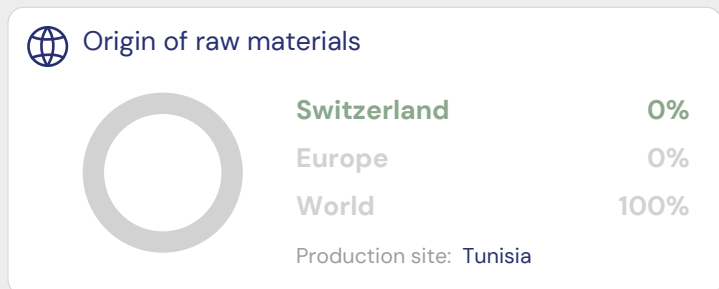 Origin of raw materials
Switzerland 0%
Europe 0%
World 100%
Production site: Tunisia